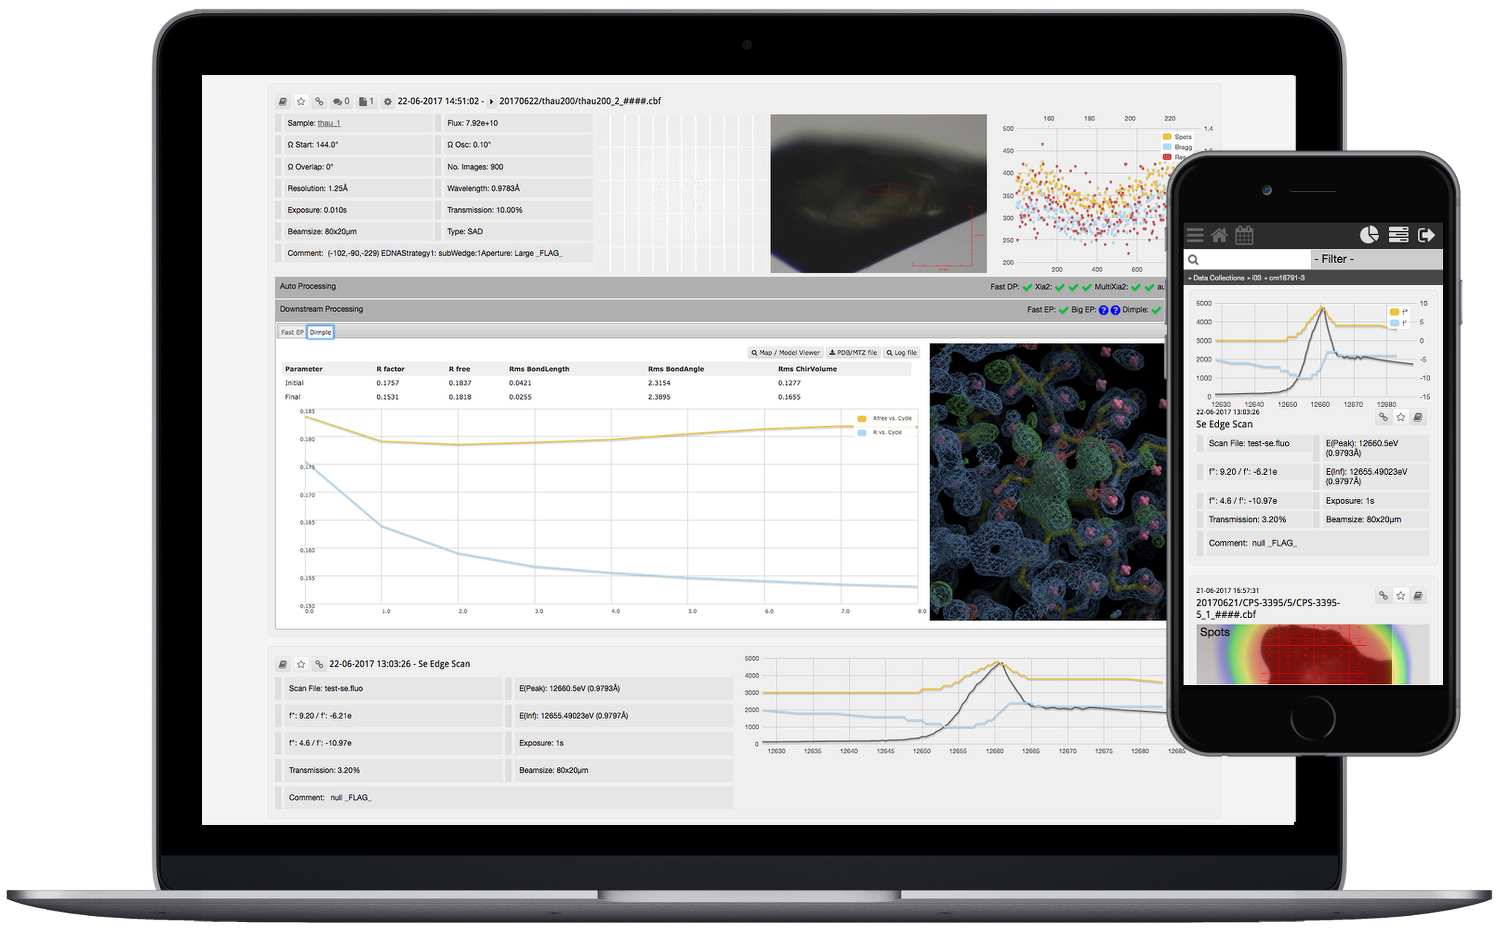 0 1 22-06-2017 14:51:02 - 20170622/thau200/thau200_2_####.cbf
Sample: thau_1 Flux: 7.92e+10
Ω Start: 144.0° Ω Osc: 0.10°
Ω Overlap: 0° No. Images: 900
Resolution: 1.25Å Wavelength: 0.9783Å
Exposure: 0.010s Transmission: 10.00%
Beamsize: 80x20µm Type: SAD
Comment: (-102,-90,-229) EDNAStrategy1: subWedge:1Aperture: Large _FLAG_
160 180 200 220
500 1.4
450
400
350
300
250
200
200 400 600
Spots
Bragg
Res
Auto Processing Fast DP: Xia2: MultiXia2: au
Downstream Processing Fast EP: Big EP: Dimple:
Fast EP Dimple
Map / Model Viewer PDB/MTZ file Log file
Parameter R factor R free Rms BondLength Rms BondAngle Rms ChirVolume
Initial 0.1757 0.1837 0.0421 2.3154 0.1277
Final 0.1531 0.1818 0.0255 2.3895 0.1655
0.185
0.180
0.175
0.170
0.165
0.160
0.155
0.150
0.0 1.0 2.0 3.0 4.0 5.0 6.0 7.0 8.0
Rfree vs. Cycle
R vs. Cycle
22-06-2017 13:03:26 - Se Edge Scan
Scan File: test-se.fluo E(Peak): 12660.5eV (0.9793Å)
f'': 9.20 / f': -6.21e E(Inf): 12655.49023eV (0.9797Å)
f'': 4.6 / f': -10.97e Exposure: 1s
Transmission: 3.20% Beamsize: 80x20µm
Comment: null _FLAG_
5000
4000
3000
2000
1000
0
12630 12635 12640 12645 12650 12655 12660 12665 12670 12675 12680 12685
- Filter -
» Data Collections » i03 » cm16791-3
5000 10
4000 5
3000 0
2000 -5
1000 -10
0 -15
12630 12640 12650 12660 12670 12680
f''
f'
22-06-2017 13:03:26
Se Edge Scan
Scan File: test-se.fluo E(Peak): 12660.5eV
(0.9793Å)
f'': 9.20 / f': -6.21e E(Inf): 12655.49023eV
(0.9797Å)
f'': 4.6 / f': -10.97e Exposure: 1s
Transmission: 3.20% Beamsize: 80x20µm
Comment: null _FLAG_
21-06-2017 16:57:31
20170621/CPS-3395/5/CPS-3395-
5_1_####.cbf
Spots